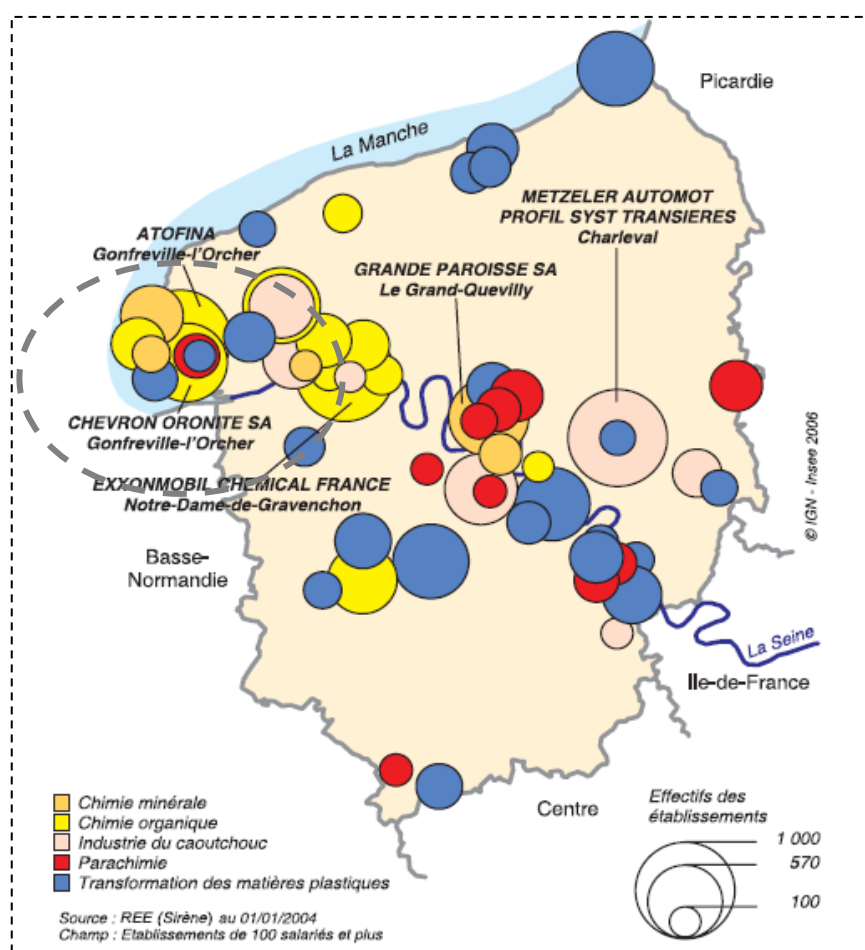 Picardie
La Manche
METZELER AUTOMOT
PROFIL SYST TRANSIERES
Charleval
ATOFINA
Gonfreville-l'Orcher
GRANDE PAROISSE SA
Le Grand-Quevilly
CHEVRON ORONITE SA
Gonfreville-l'Orcher
EXXONMOBIL CHEMICAL FRANCE
Notre-Dame-de-Gravenchon
© IGN - Insee 2006
Basse-
Normandie
La Seine
Ile-de-France
Centre
Chimie minérale
Chimie organique
Industrie du caoutchouc
Parachimie
Transformation des matières plastiques
Effectifs des
établissements
1 000
570
100
Source : REE (Sirène) au 01/01/2004
Champ : Etablissements de 100 salariés et plus